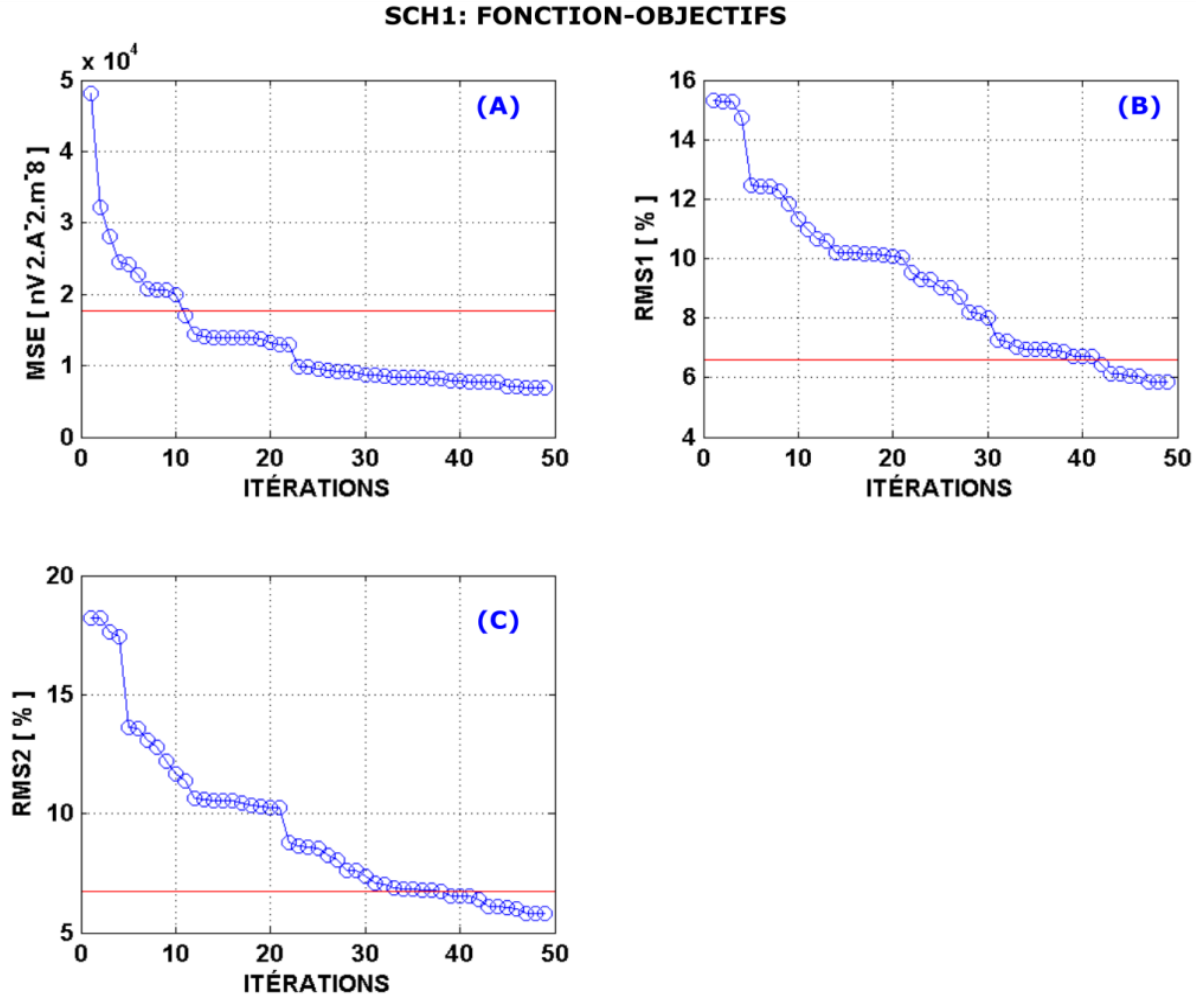 SCH1: FONCTION-OBJECTIFS
x 10^4
5
4
3
2
1
0
MSE [ nV 2.A^-2.m^-8 ]
(A)
0 10 20 30 40 50
ITÉRATIONS
16
14
12
10
8
6
4
RMS1 [ % ]
(B)
0 10 20 30 40 50
ITÉRATIONS
20
15
10
5
RMS2 [ % ]
(C)
0 10 20 30 40 50
ITÉRATIONS